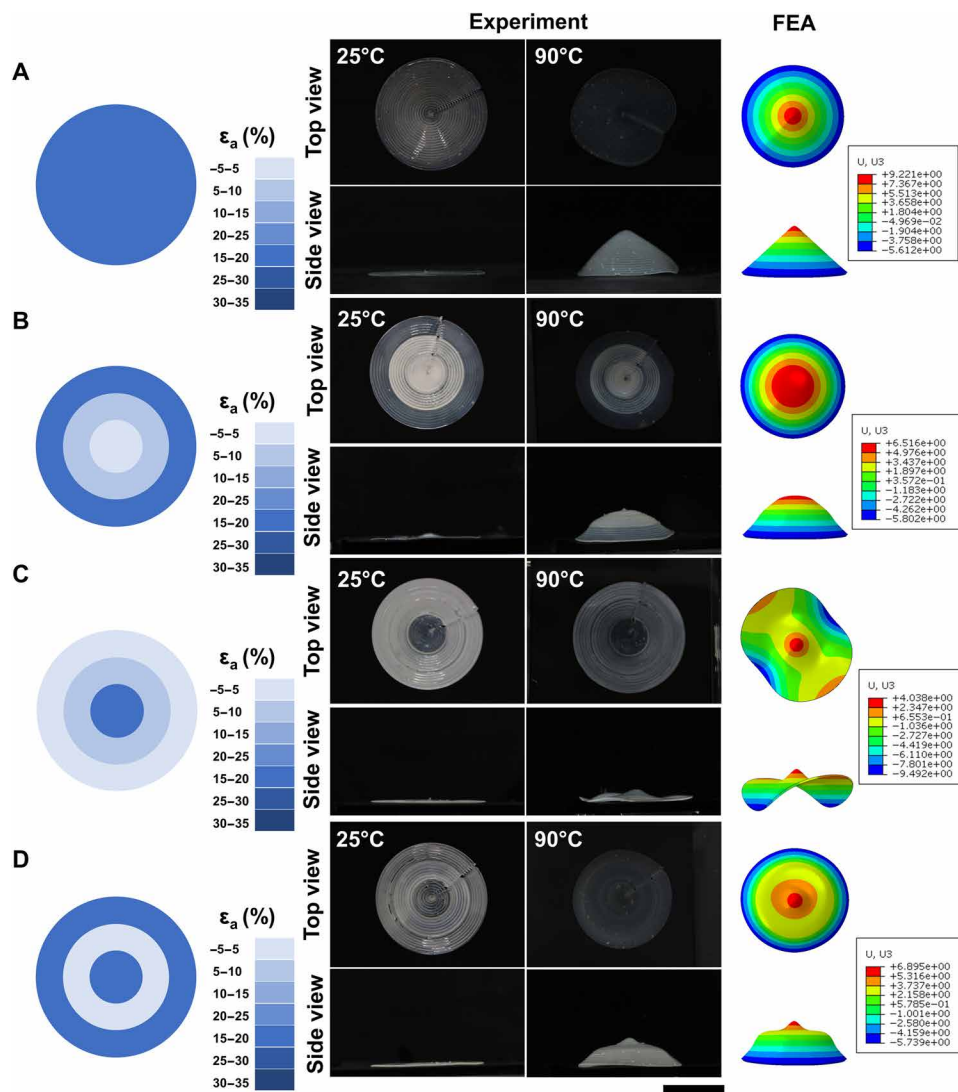 Experiment
FEA
A
εa (%)
–5–5
5–10
10–15
20–25
15–20
25–30
30–35
Top view
Side view
25°C
90°C
U, U3
+9.221e+00
+7.367e+00
+5.513e+00
+3.658e+00
+1.804e+00
-4.969e-02
-1.904e+00
-3.758e+00
-5.612e+00
B
εa (%)
–5–5
5–10
10–15
20–25
15–20
25–30
30–35
Top view
Side view
25°C
90°C
U, U3
+6.516e+00
+4.976e+00
+3.437e+00
+1.897e+00
+3.572e-01
-1.183e+00
-2.722e+00
-4.262e+00
-5.802e+00
C
εa (%)
–5–5
5–10
10–15
20–25
15–20
25–30
30–35
Top view
Side view
25°C
90°C
U, U3
+4.038e+00
+2.347e+00
+6.553e-01
-1.036e+00
-2.727e+00
-4.419e+00
-6.110e+00
-7.801e+00
-9.492e+00
D
εa (%)
–5–5
5–10
10–15
20–25
15–20
25–30
30–35
Top view
Side view
25°C
90°C
U, U3
+6.895e+00
+5.316e+00
+3.737e+00
+2.158e+00
+5.785e-01
-1.001e+00
-2.580e+00
-4.159e+00
-5.739e+00